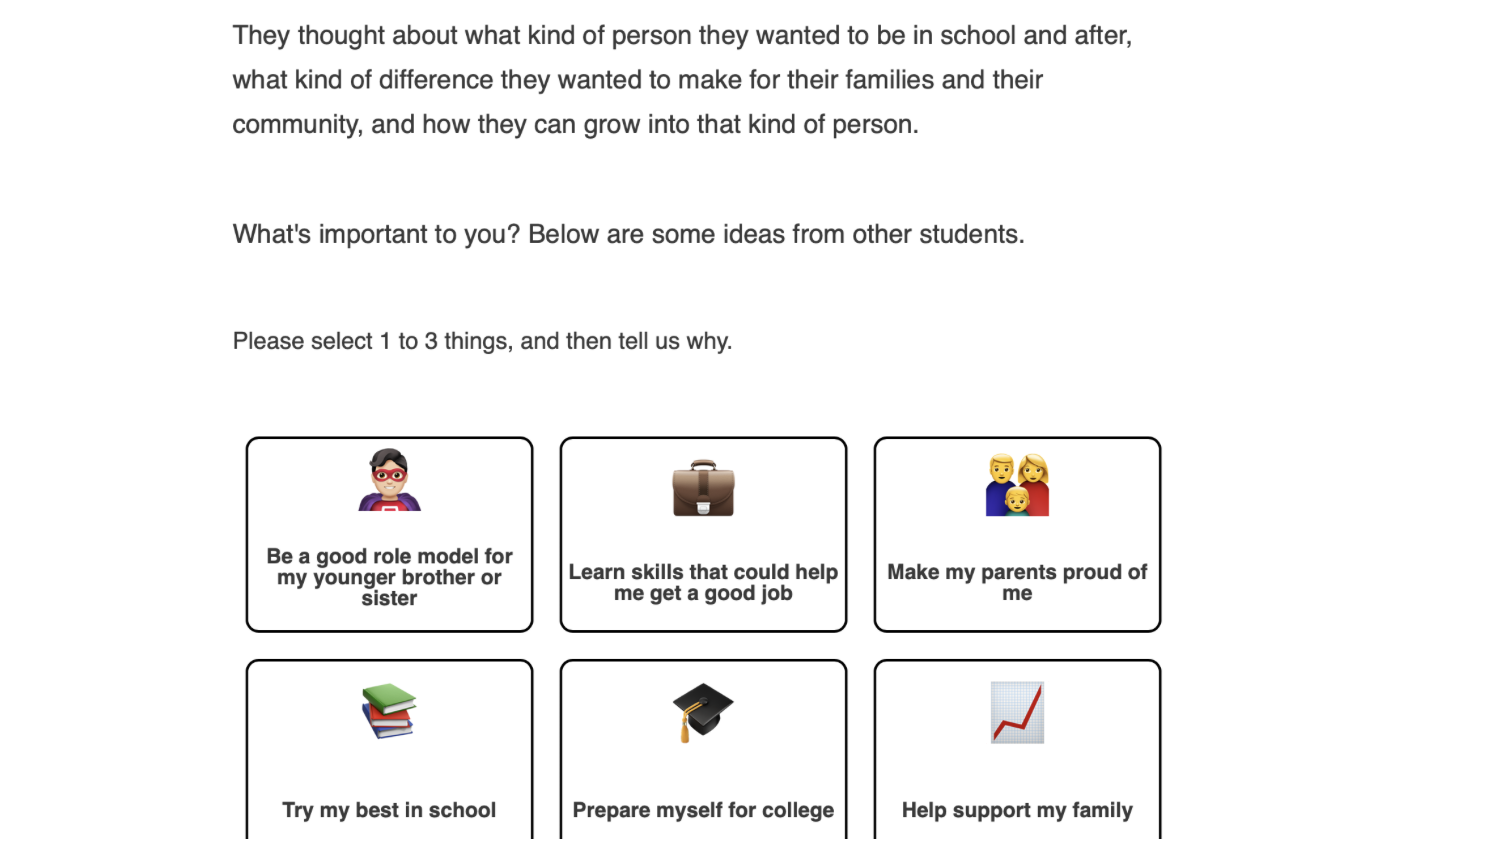 They thought about what kind of person they wanted to be in school and after,
what kind of difference they wanted to make for their families and their
community, and how they can grow into that kind of person.
What's important to you? Below are some ideas from other students.
Please select 1 to 3 things, and then tell us why.
Be a good role model for
my younger brother or
sister
Learn skills that could help
me get a good job
Make my parents proud of
me
Try my best in school
Prepare myself for college
Help support my family